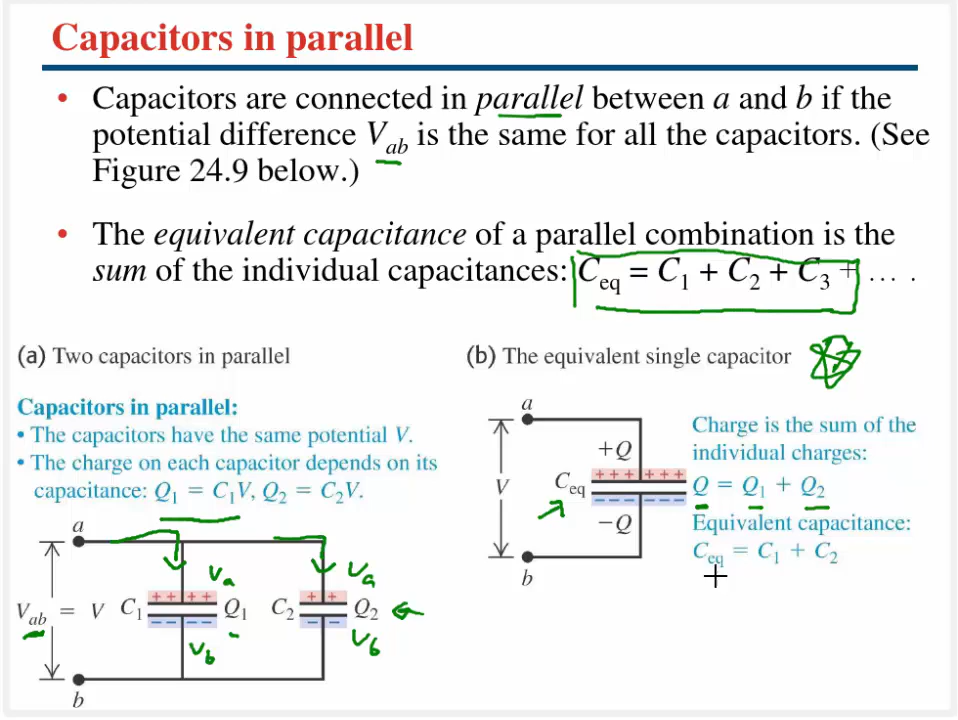 Capacitors in parallel
• Capacitors are connected in parallel between a and b if the
potential difference Vab is the same for all the capacitors. (See
Figure 24.9 below.)
• The equivalent capacitance of a parallel combination is the
sum of the individual capacitances: Ceq = C1 + C2 + C3 + … .
(a) Two capacitors in parallel
Capacitors in parallel:
• The capacitors have the same potential V.
• The charge on each capacitor depends on its
capacitance: Q1 = C1V, Q2 = C2V.
a
Va
Va
Vab = V
C1
++ ++
Q1
C2
+ +
Q2
Vb
Vb
b
(b) The equivalent single capacitor
a
+Q
V
Ceq
+++ +++
−Q
b
Charge is the sum of the
individual charges:
Q = Q1 + Q2
Equivalent capacitance:
Ceq = C1 + C2